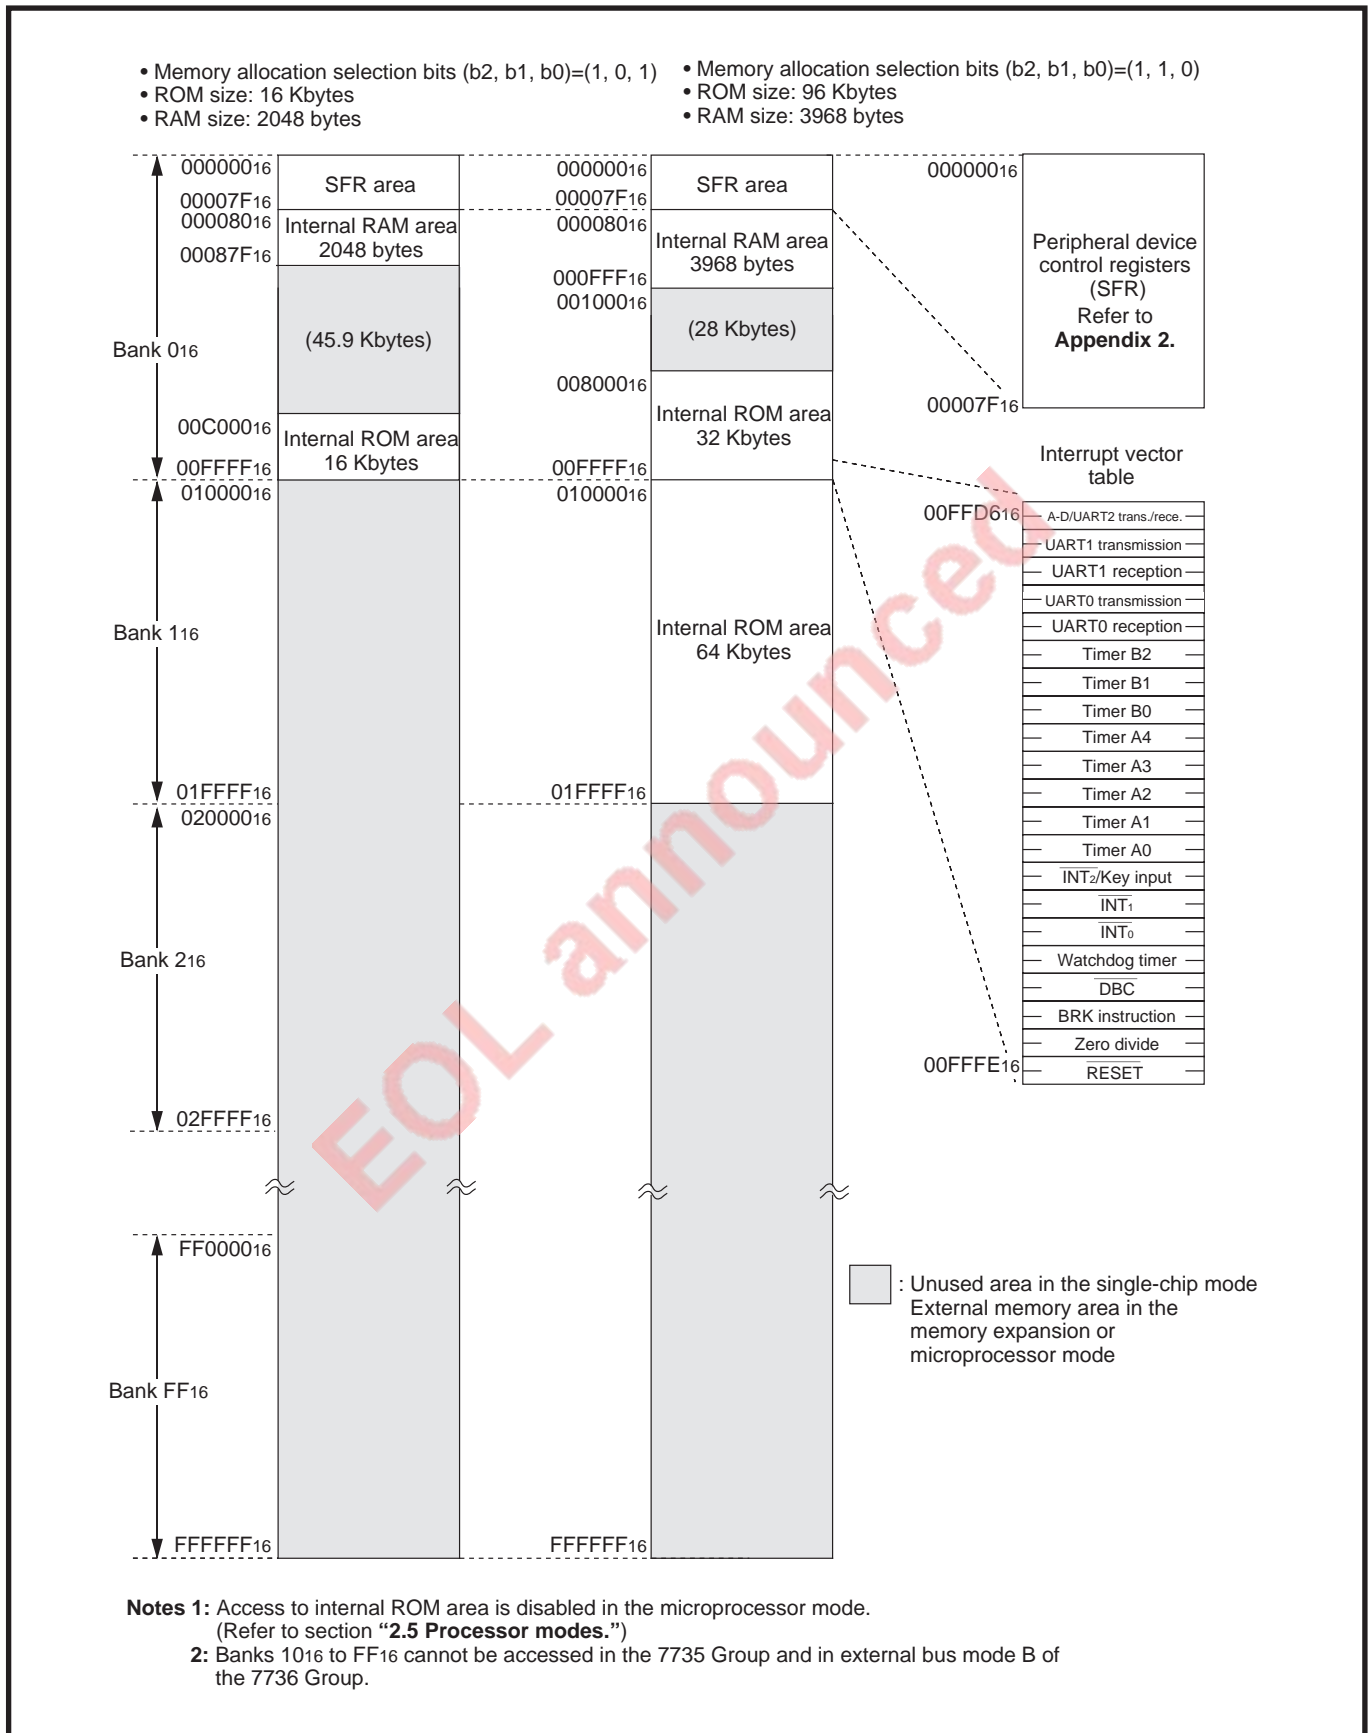 • Memory allocation selection bits (b2, b1, b0)=(1, 0, 1)
• ROM size: 16 Kbytes
• RAM size: 2048 bytes
• Memory allocation selection bits (b2, b1, b0)=(1, 1, 0)
• ROM size: 96 Kbytes
• RAM size: 3968 bytes
00000016
00007F16
00008016
00087F16
00C00016
00FFFF16
01000016
01FFFF16
02000016
02FFFF16
FF000016
FFFFFF16
Bank 016
Bank 116
Bank 216
Bank FF16
SFR area
Internal RAM area
2048 bytes
(45.9 Kbytes)
Internal ROM area
16 Kbytes
00000016
00007F16
00008016
000FFF16
00100016
00800016
00FFFF16
01000016
01FFFF16
FFFFFF16
SFR area
Internal RAM area
3968 bytes
(28 Kbytes)
Internal ROM area
32 Kbytes
Internal ROM area
64 Kbytes
00000016
Peripheral device
control registers
(SFR)
Refer to
Appendix 2.
00007F16
Interrupt vector
table
00FFD616
A-D/UART2 trans./rece.
UART1 transmission
UART1 reception
UART0 transmission
UART0 reception
Timer B2
Timer B1
Timer B0
Timer A4
Timer A3
Timer A2
Timer A1
Timer A0
INT2/Key input
INT1
INT0
Watchdog timer
DBC
BRK instruction
Zero divide
00FFFE16
RESET
EOL announced
: Unused area in the single-chip mode
External memory area in the
memory expansion or
microprocessor mode
Notes 1: Access to internal ROM area is disabled in the microprocessor mode.
(Refer to section “2.5 Processor modes.”)
2: Banks 1016 to FF16 cannot be accessed in the 7735 Group and in external bus mode B of
the 7736 Group.